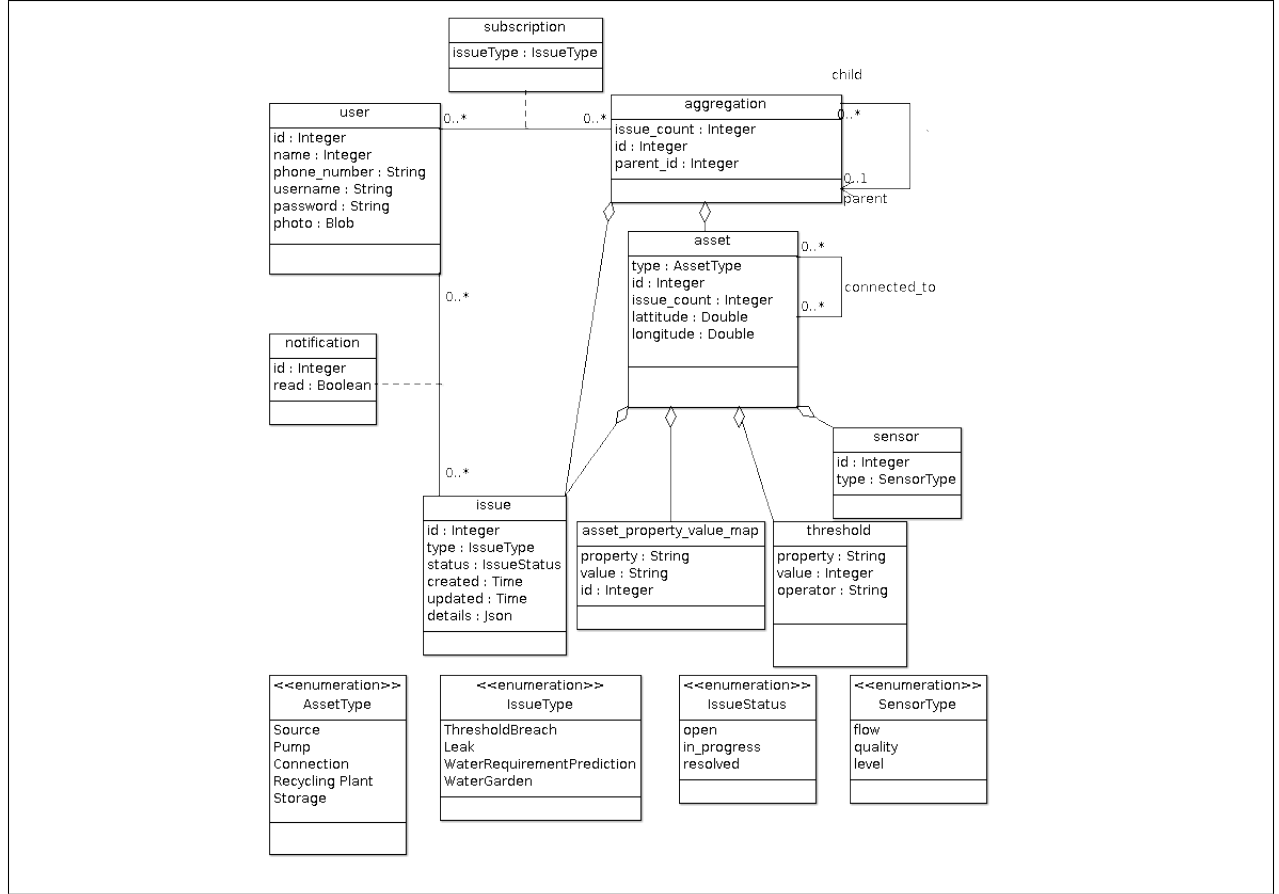 subscription
issueType : IssueType
child
user
0..*
0..*
aggregation
0..*
id : Integer
name : Integer
phone_number : String
username : String
password : String
photo : Blob
issue_count : Integer
id : Integer
parent_id : Integer
0..1
parent
asset
0..*
type : AssetType
id : Integer
issue_count : Integer
lattitude : Double
longitude : Double
connected_to
0..*
0..*
notification
id : Integer
read : Boolean
sensor
id : Integer
type : SensorType
0..*
issue
id : Integer
type : IssueType
status : IssueStatus
created : Time
updated : Time
details : Json
asset_property_value_map
property : String
value : String
id : Integer
threshold
property : String
value : Integer
operator : String
<<enumeration>>
AssetType
Source
Pump
Connection
Recycling Plant
Storage
<<enumeration>>
IssueType
ThresholdBreach
Leak
WaterRequirementPrediction
WaterGarden
<<enumeration>>
IssueStatus
open
in_progress
resolved
<<enumeration>>
SensorType
flow
quality
level